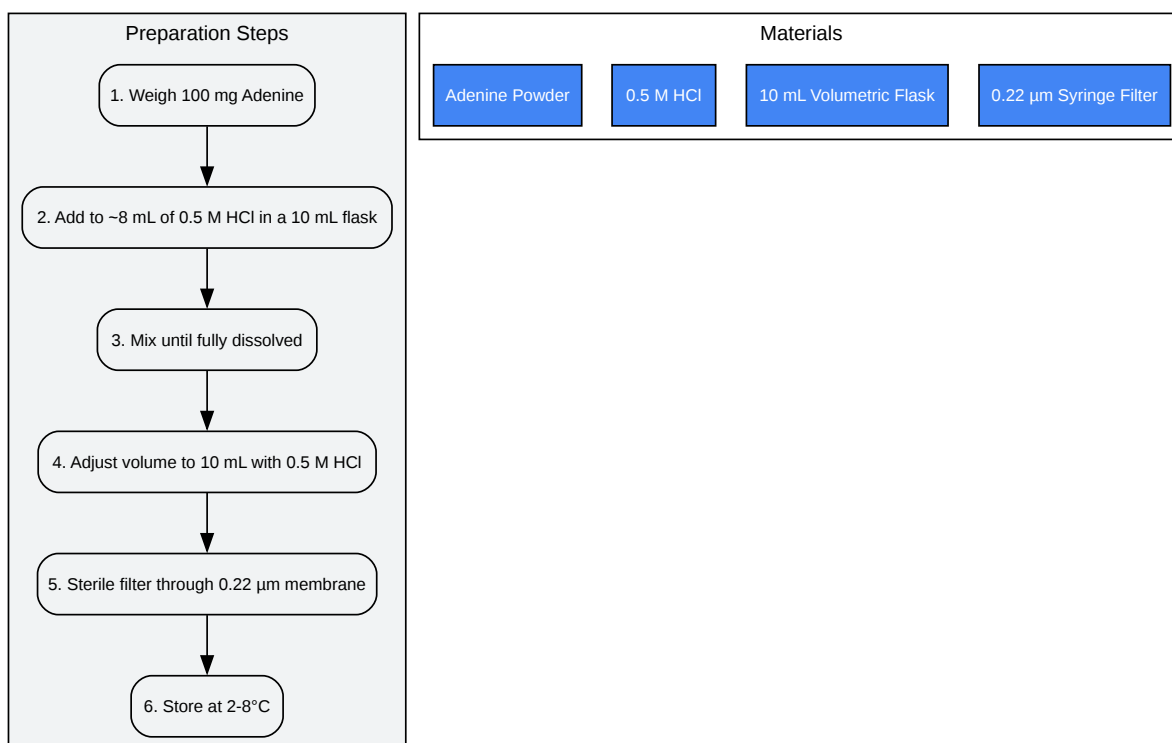 Preparation Steps
1. Weigh 100 mg Adenine
2. Add to ~8 mL of 0.5 M HCl in a 10 mL flask
3. Mix until fully dissolved
4. Adjust volume to 10 mL with 0.5 M HCl
5. Sterile filter through 0.22 µm membrane
6. Store at 2-8°C
Materials
Adenine Powder
0.5 M HCl
10 mL Volumetric Flask
0.22 µm Syringe Filter